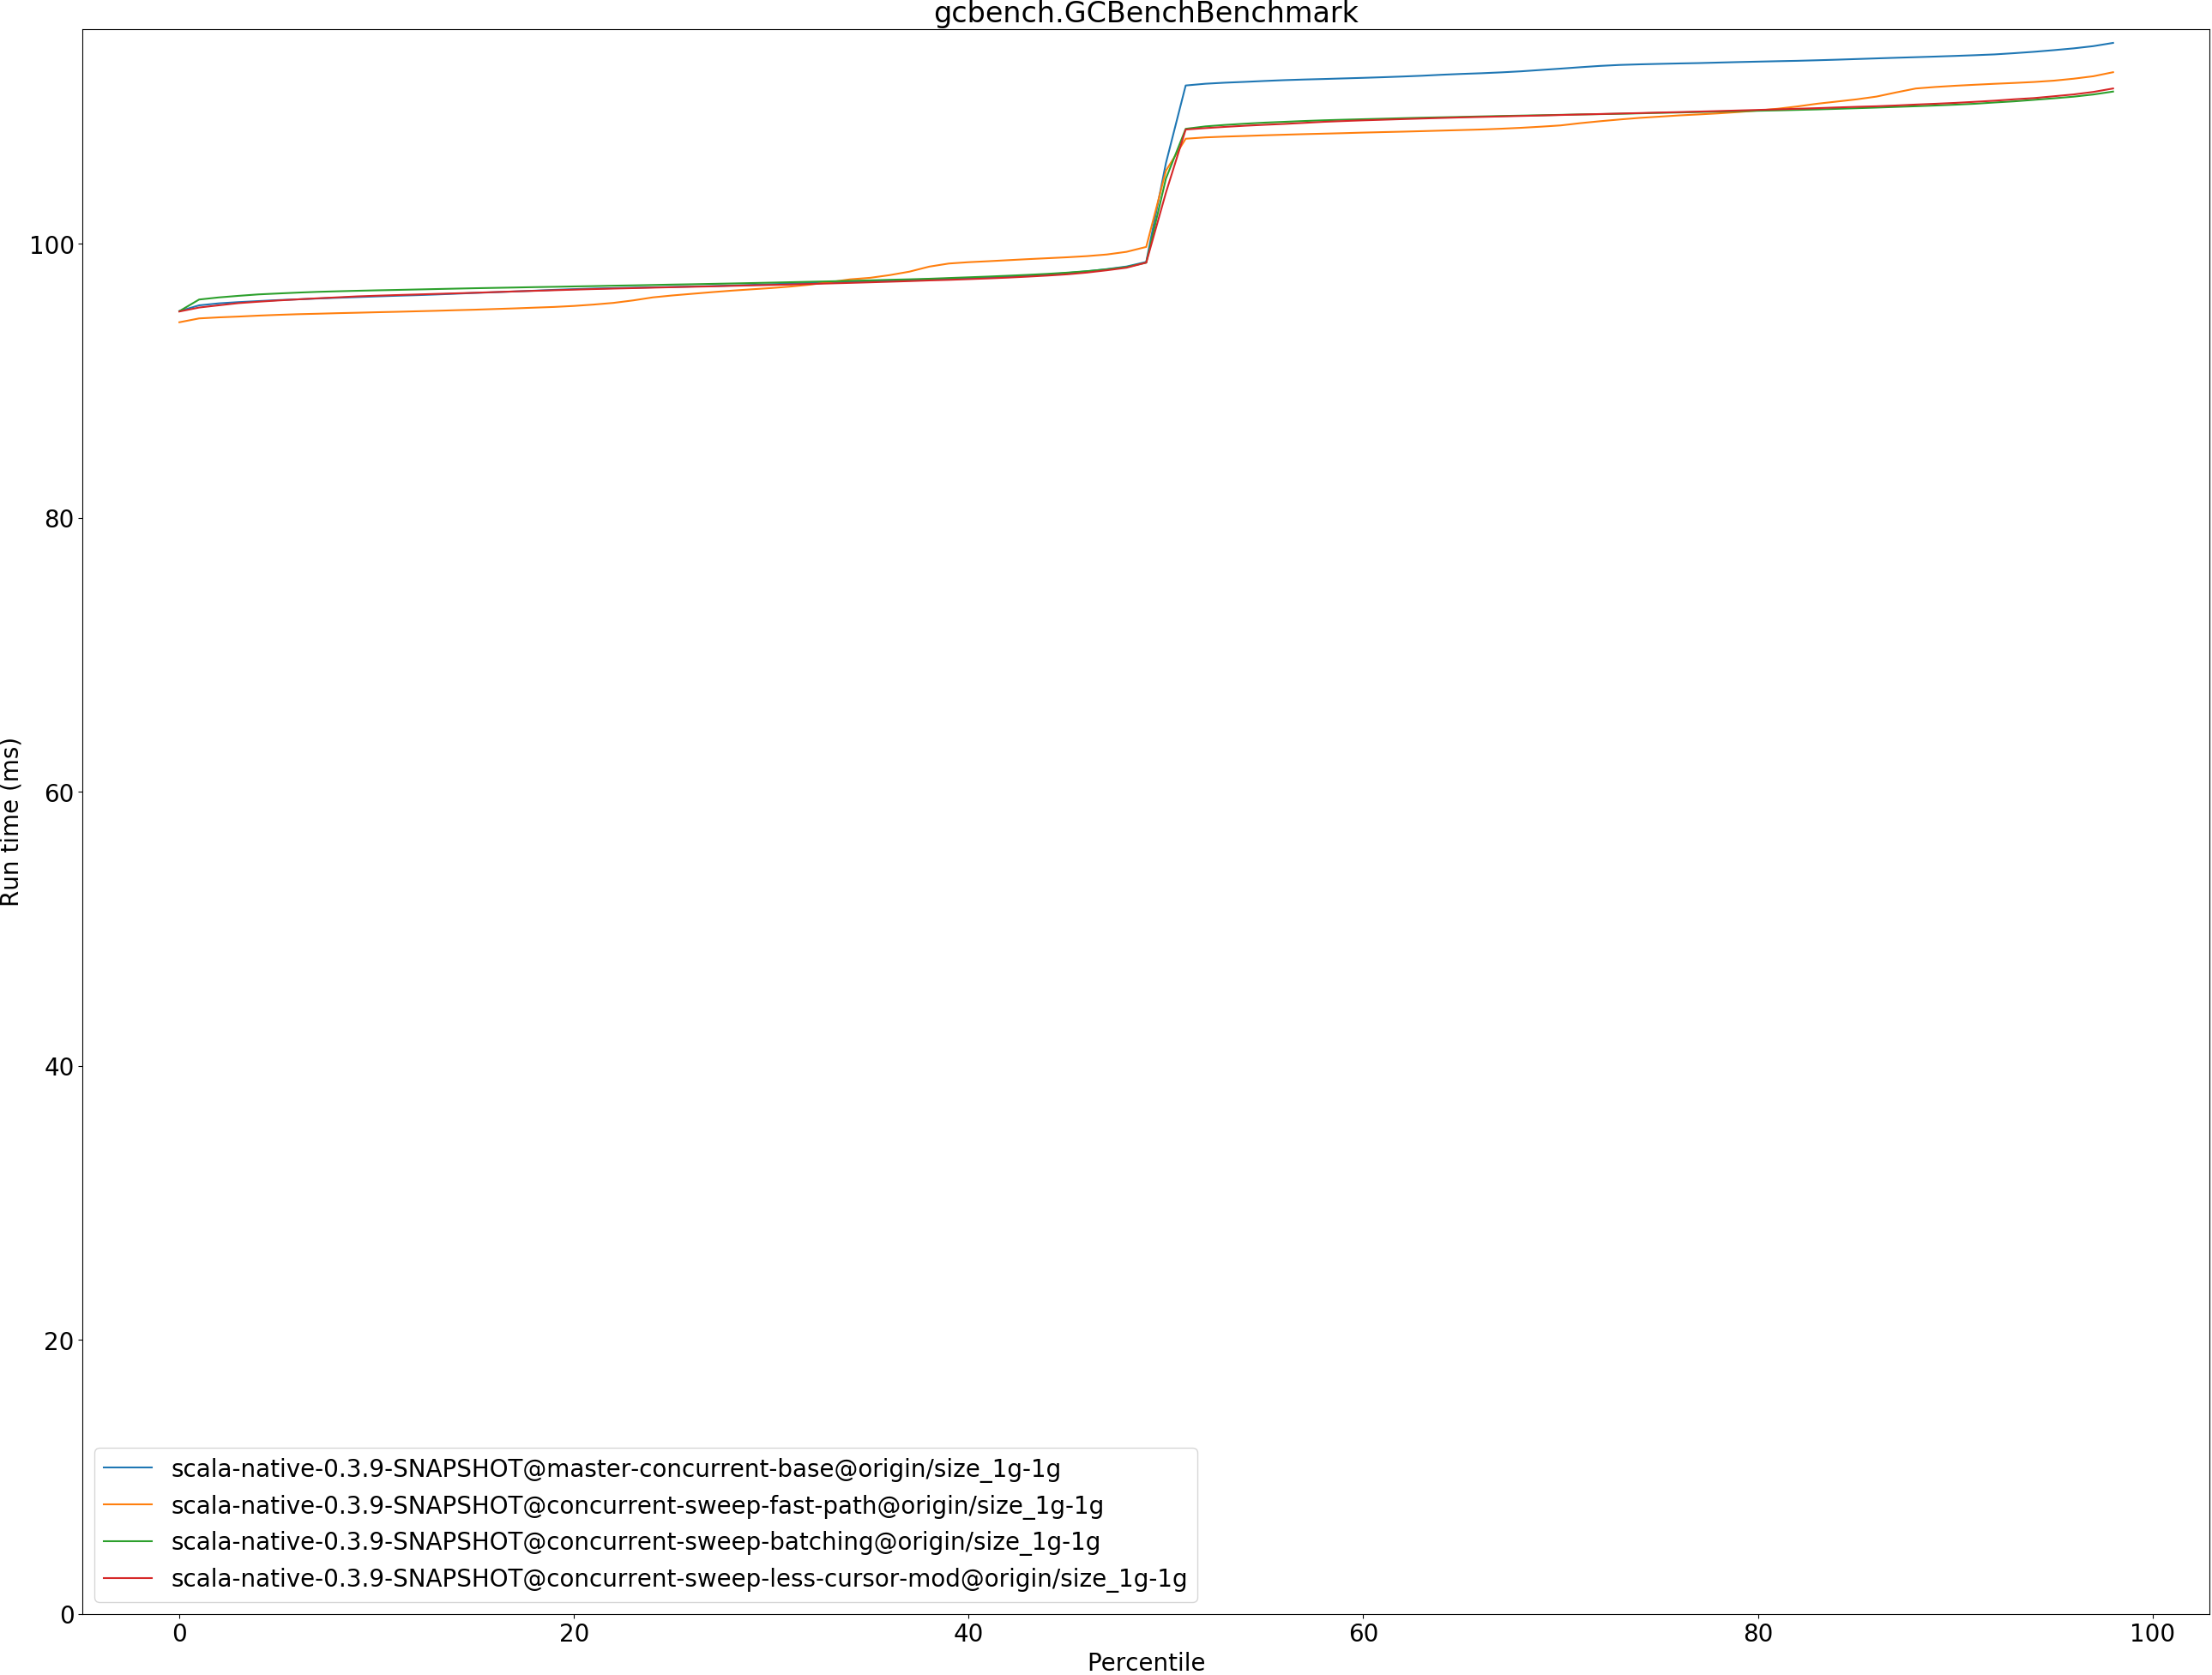 gcbench.GCBenchBenchmark
Run time (ms)
100
80
60
40
20
0
scala-native-0.3.9-SNAPSHOT@master-concurrent-base@origin/size_1g-1g
scala-native-0.3.9-SNAPSHOT@concurrent-sweep-fast-path@origin/size_1g-1g
scala-native-0.3.9-SNAPSHOT@concurrent-sweep-batching@origin/size_1g-1g
scala-native-0.3.9-SNAPSHOT@concurrent-sweep-less-cursor-mod@origin/size_1g-1g
0 20 40 60 80 100
Percentile